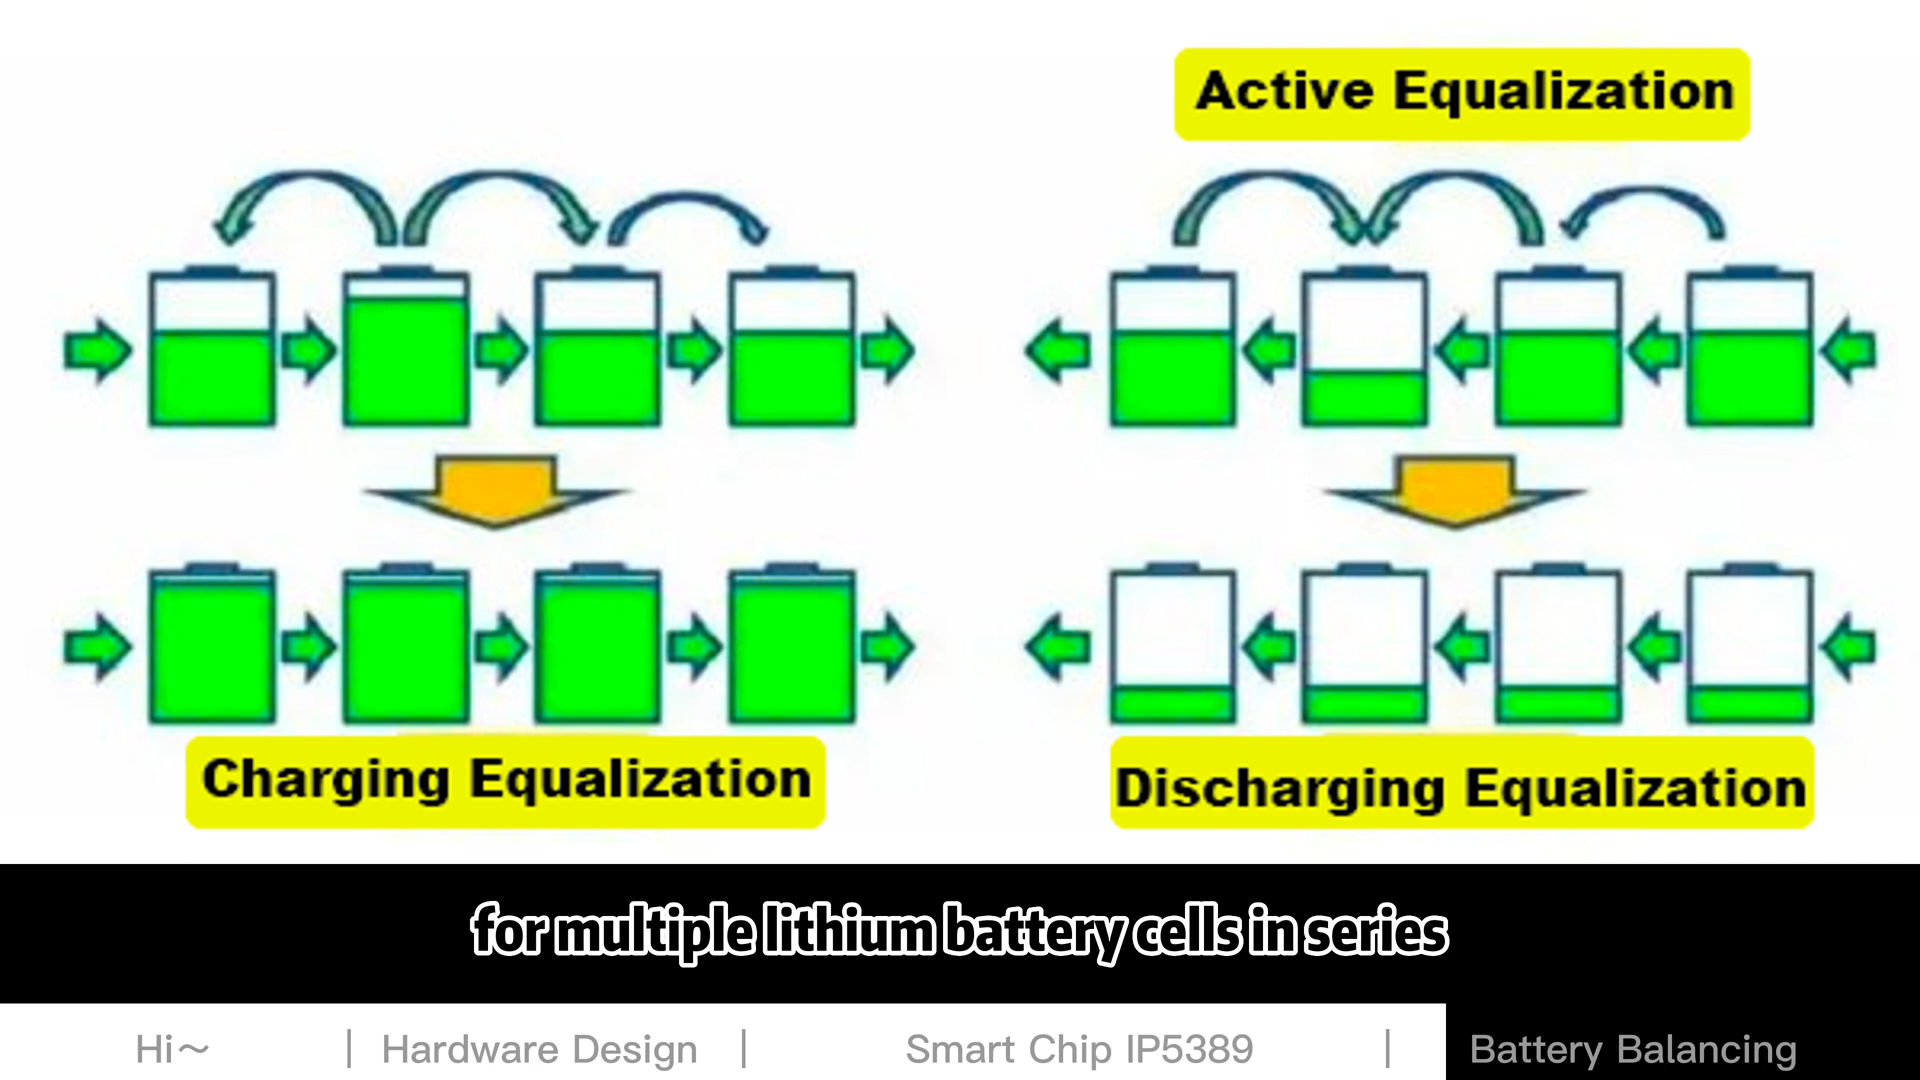 Active Equalization
Charging Equalization
Discharging Equalization
for multiple lithium battery cells in series
Hi～ | Hardware Design | Smart Chip IP5389 | Battery Balancing